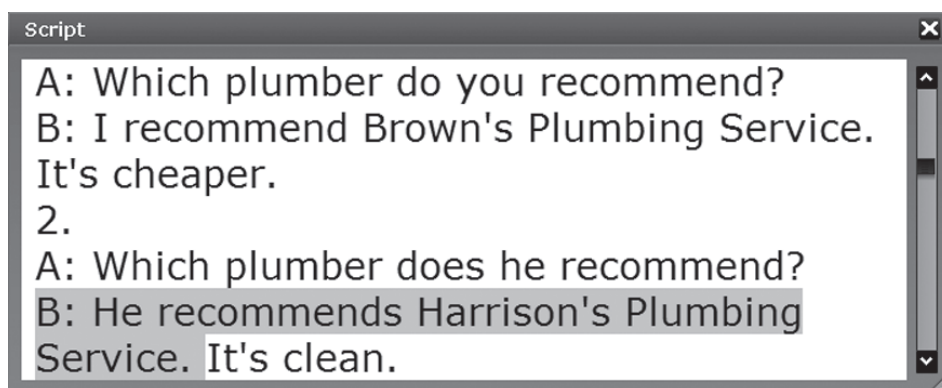 Script
A: Which plumber do you recommend?
B: I recommend Brown's Plumbing Service.
It's cheaper.
2.
A: Which plumber does he recommend?
B: He recommends Harrison's Plumbing
Service. It's clean.